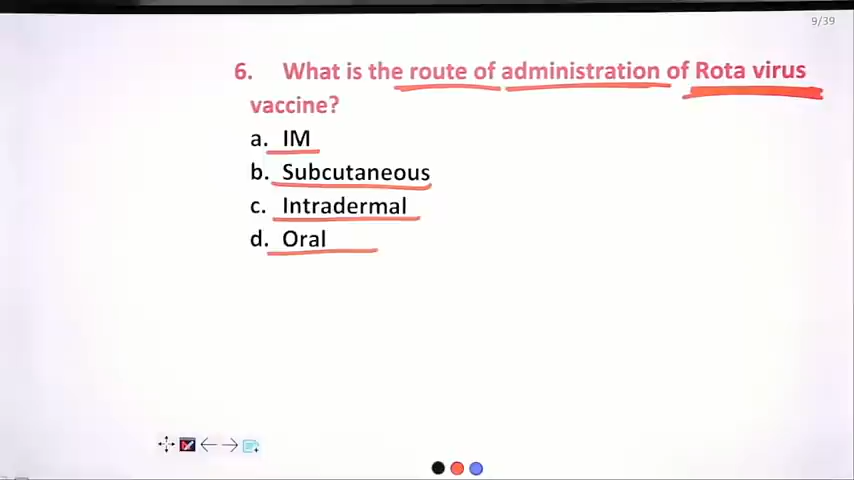 9/39
6. What is the route of administration of Rota virus
vaccine?
a. IM
b. Subcutaneous
c. Intradermal
d. Oral